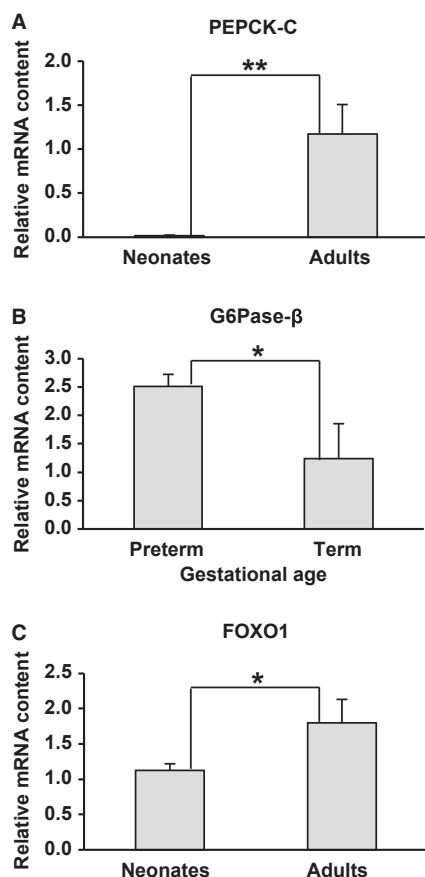 A
PEPCK-C
Relative mRNA content
2.0
1.5
1.0
0.5
0.0
**
Neonates Adults
B
G6Pase-β
Relative mRNA content
3.0
2.5
2.0
1.5
1.0
0.5
0.0
*
Preterm Term
Gestational age
C
FOXO1
Relative mRNA content
2.5
2.0
1.5
1.0
0.5
0.0
*
Neonates Adults